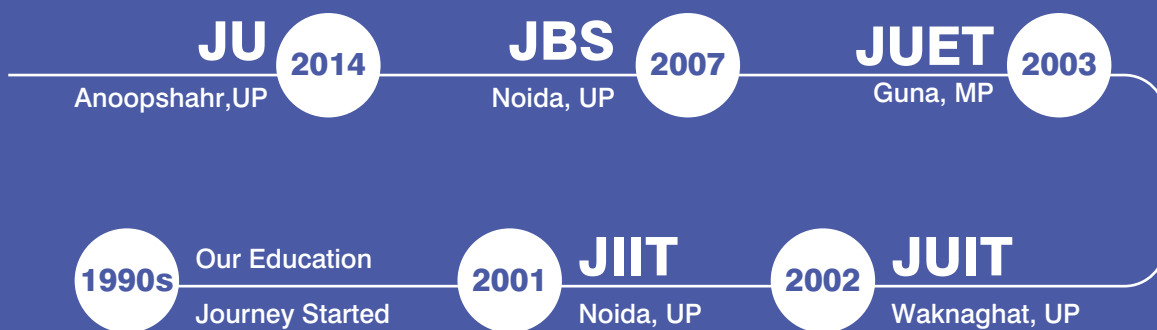 JU 2014
Anoopshahr,UP
JBS 2007
Noida, UP
JUET 2003
Guna, MP
1990s
Our Education
Journey Started
2001 JIIT
Noida, UP
2002 JUIT
Waknaghat, UP